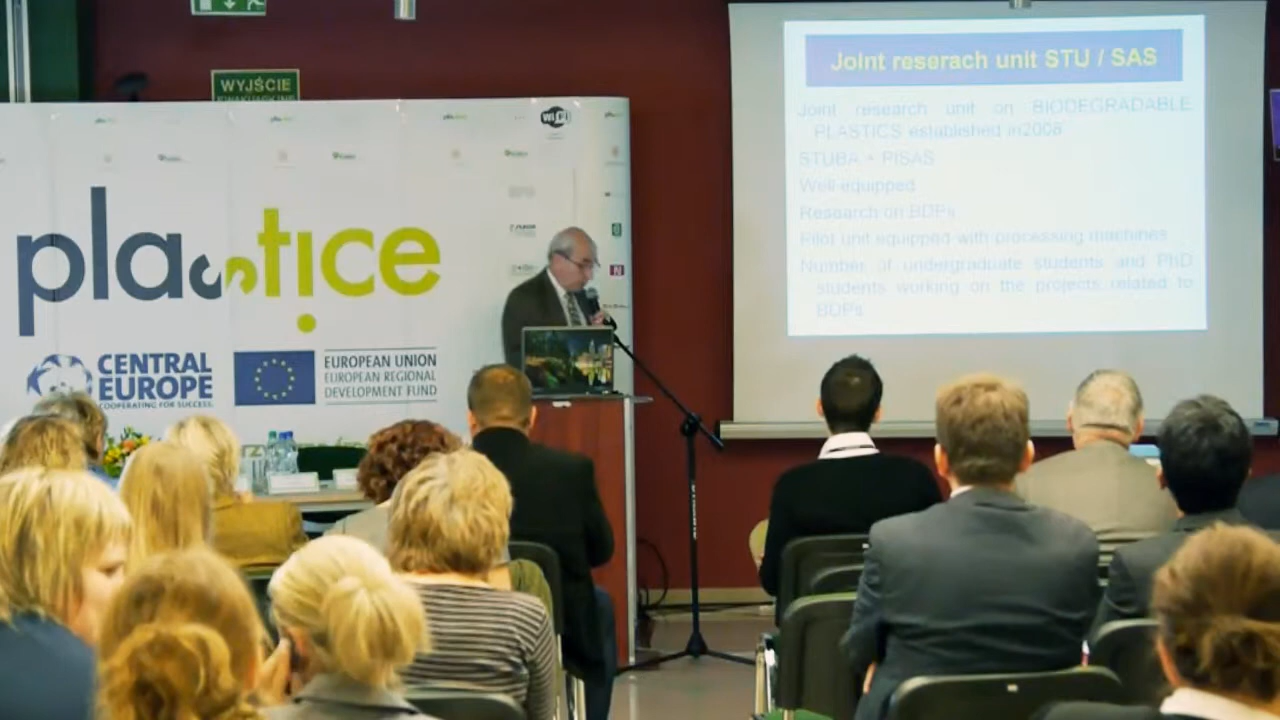 WYJŚCIE
EWAKUACYJNE
WiFi
plastice
CENTRAL
EUROPE
COOPERATING FOR SUCCESS.
EUROPEAN UNION
EUROPEAN REGIONAL
DEVELOPMENT FUND
Joint reserach unit STU / SAS
Joint research unit on BIODEGRADABLE
PLASTICS established in2008
STUBA + PISAS
Well equipped
Research on BDPs
Pilot unit equipped with processing machines
Number of undergraduate students and PhD
students working on the projects related to
BDPs